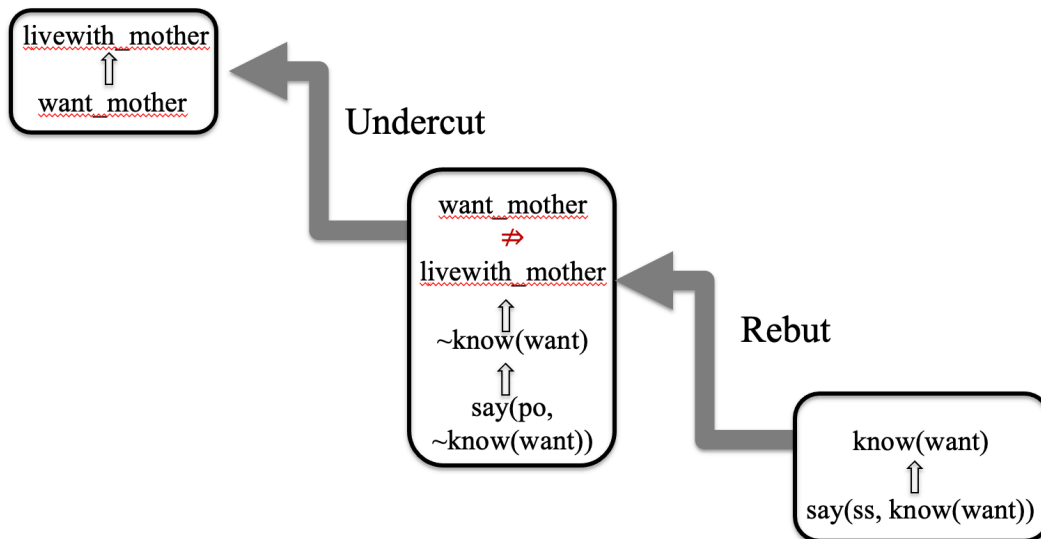 livewith_mother
⇧
want_mother
Undercut
want_mother
⇏
livewith_mother
⇧
~know(want)
⇧
say(po,
~know(want))
Rebut
know(want)
⇧
say(ss, know(want))